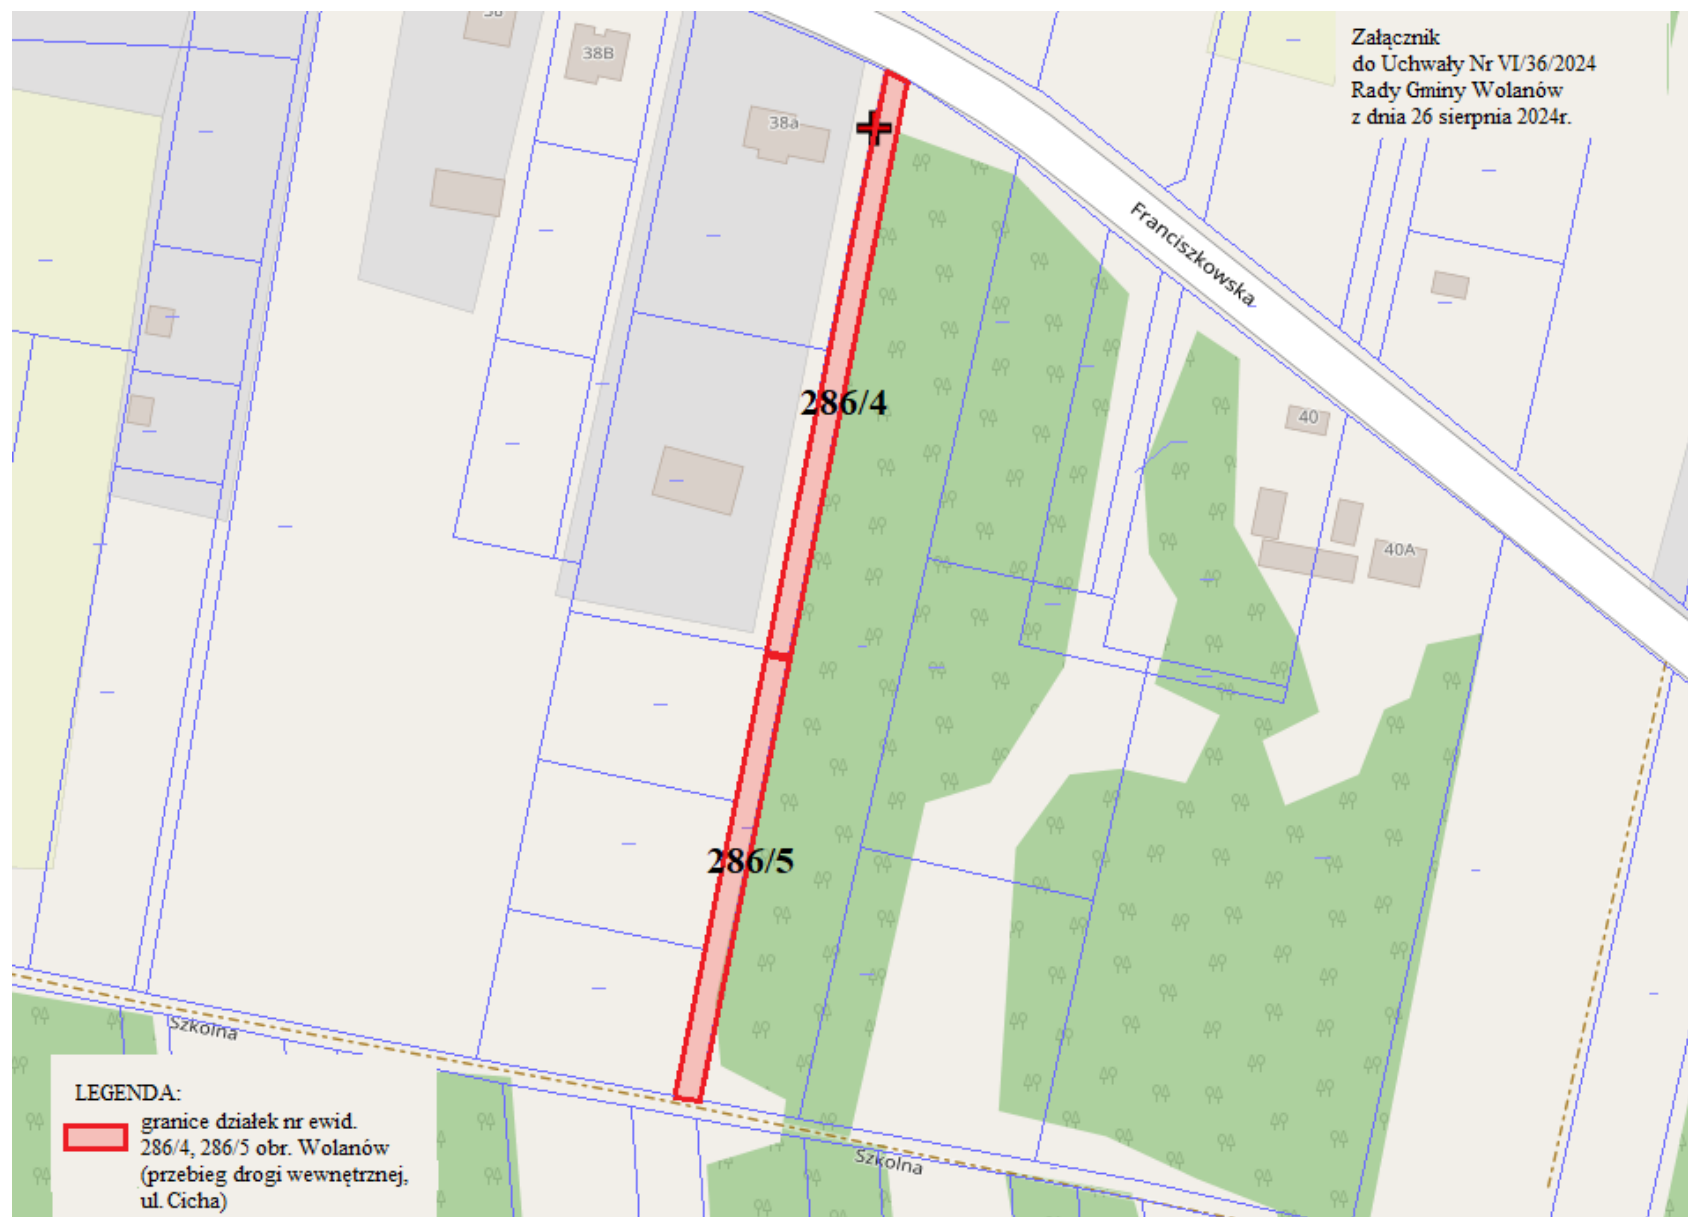 Załącznik
do Uchwały Nr VI/36/2024
Rady Gminy Wolanów
z dnia 26 sierpnia 2024r.
38B
38a
Franciszkowska
286/4
40
40A
286/5
Szkolna
Szkolna
LEGENDA:
granice działek nr ewid.
286/4, 286/5 obr. Wolanów
(przebieg drogi wewnętrznej,
ul. Cicha)